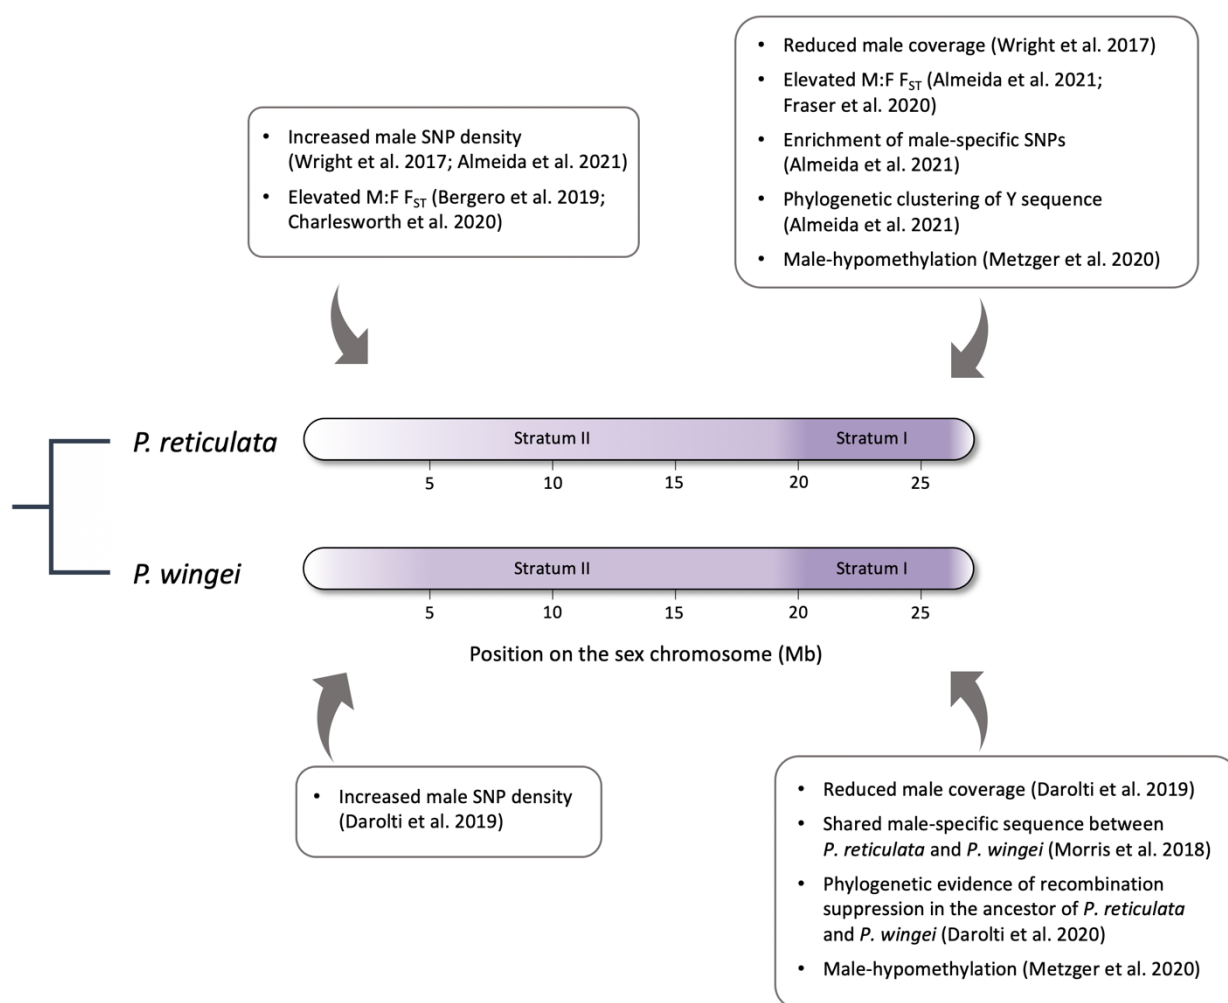 • Reduced male coverage (Wright et al. 2017)
• Elevated M:F FST (Almeida et al. 2021;
Fraser et al. 2020)
• Enrichment of male-specific SNPs
(Almeida et al. 2021)
• Phylogenetic clustering of Y sequence
(Almeida et al. 2021)
• Male-hypomethylation (Metzger et al. 2020)
• Increased male SNP density
(Wright et al. 2017; Almeida et al. 2021)
• Elevated M:F FST (Bergero et al. 2019;
Charlesworth et al. 2020)
P. reticulata
Stratum II
Stratum I
5 10 15 20 25
P. wingei
Stratum II
Stratum I
5 10 15 20 25
Position on the sex chromosome (Mb)
• Increased male SNP density
(Darolti et al. 2019)
• Reduced male coverage (Darolti et al. 2019)
• Shared male-specific sequence between
P. reticulata and P. wingei (Morris et al. 2018)
• Phylogenetic evidence of recombination
suppression in the ancestor of P. reticulata
and P. wingei (Darolti et al. 2020)
• Male-hypomethylation (Metzger et al. 2020)